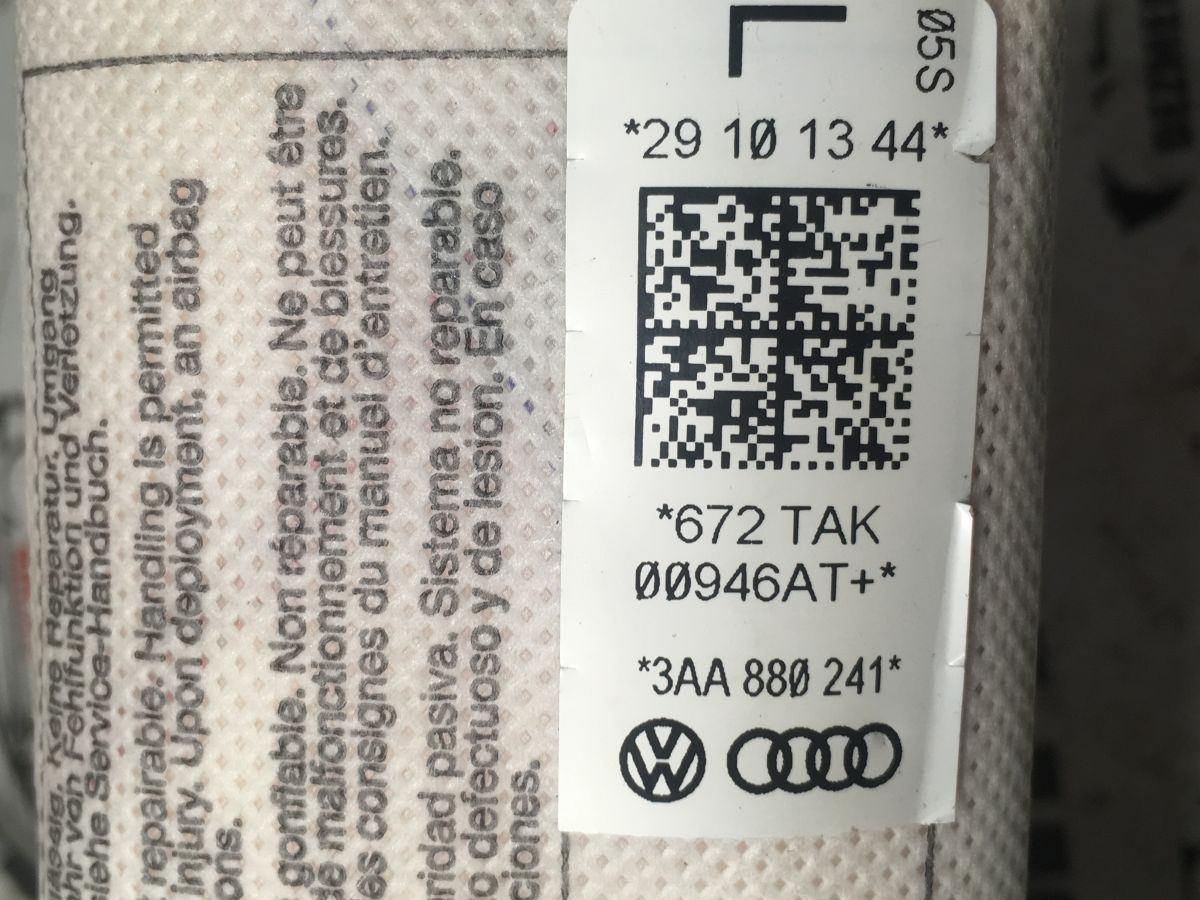 L
05S
*29 10 13 44*
*672 TAK
00946AT+*
*3AA 880 241*
Keine Reparatur. Umgang
von Fehlfunktion und Verletzung.
siehe Service-Handbuch.
repairable. Handling is permitted
injury. Upon deployment, an airbag
ons.
gonflable. Non réparable. Ne peut être
de malfonctionnement et de blessures.
es consignes du manuel d'entretien.
ridad pasiva. Sistema no reparable.
o defectuoso y de lesion. En caso
ciones.